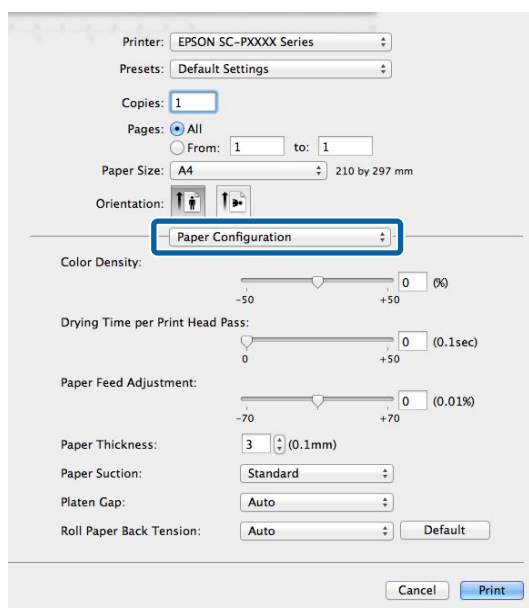 Printer: EPSON SC-PXXXX Series
Presets: Default Settings
Copies: 1
Pages: All
From: 1 to: 1
Paper Size: A4 210 by 297 mm
Orientation:
Paper Configuration
Color Density:
0 (%)
-50 +50
Drying Time per Print Head Pass:
0 (0.1sec)
0 +50
Paper Feed Adjustment:
0 (0.01%)
-70 +70
Paper Thickness: 3 (0.1mm)
Paper Suction: Standard
Platen Gap: Auto
Roll Paper Back Tension: Auto Default
Cancel Print